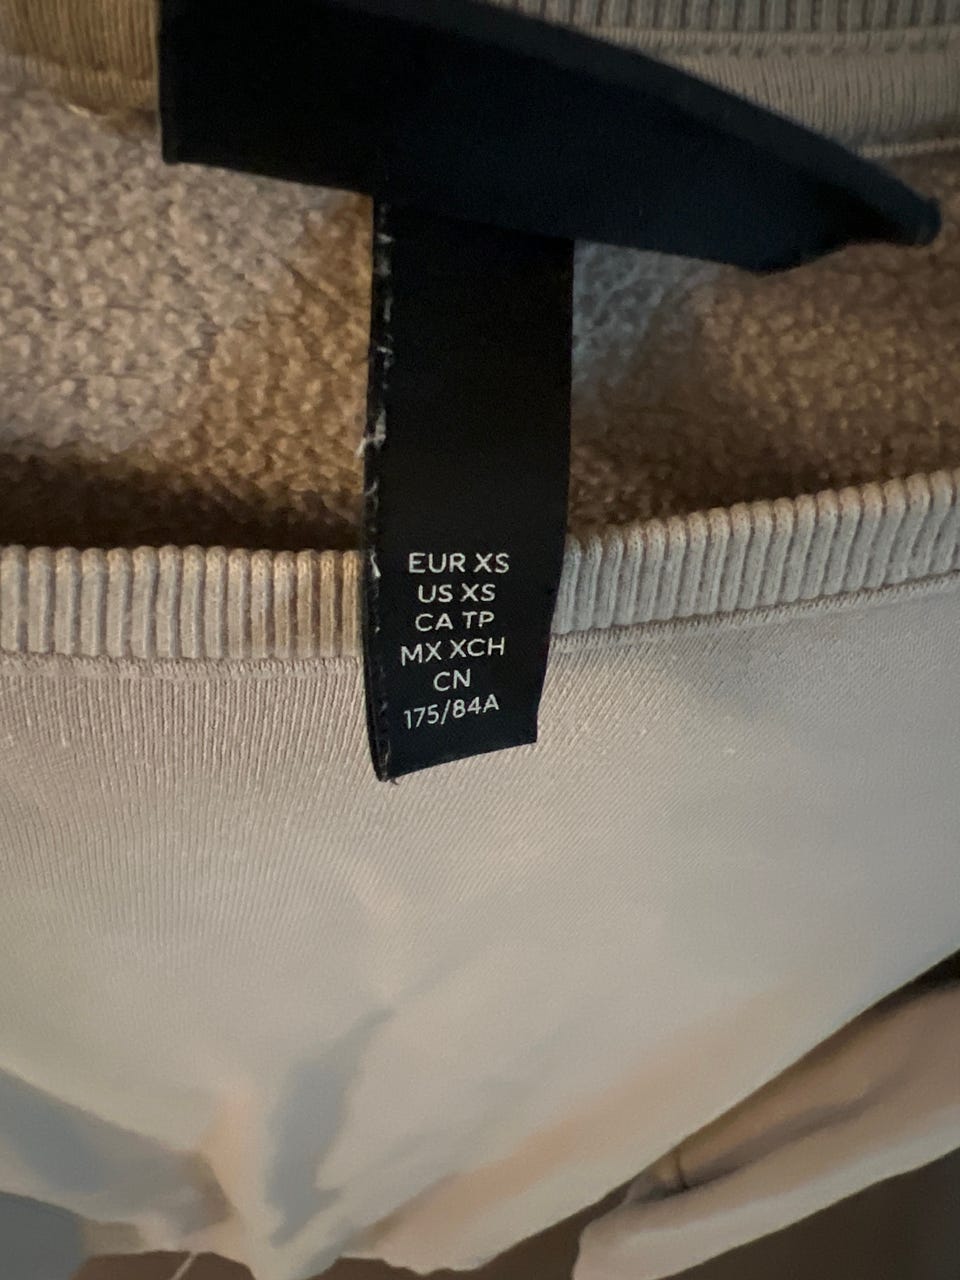 EUR XS
US XS
CA TP
MX XCH
CN
175/84A